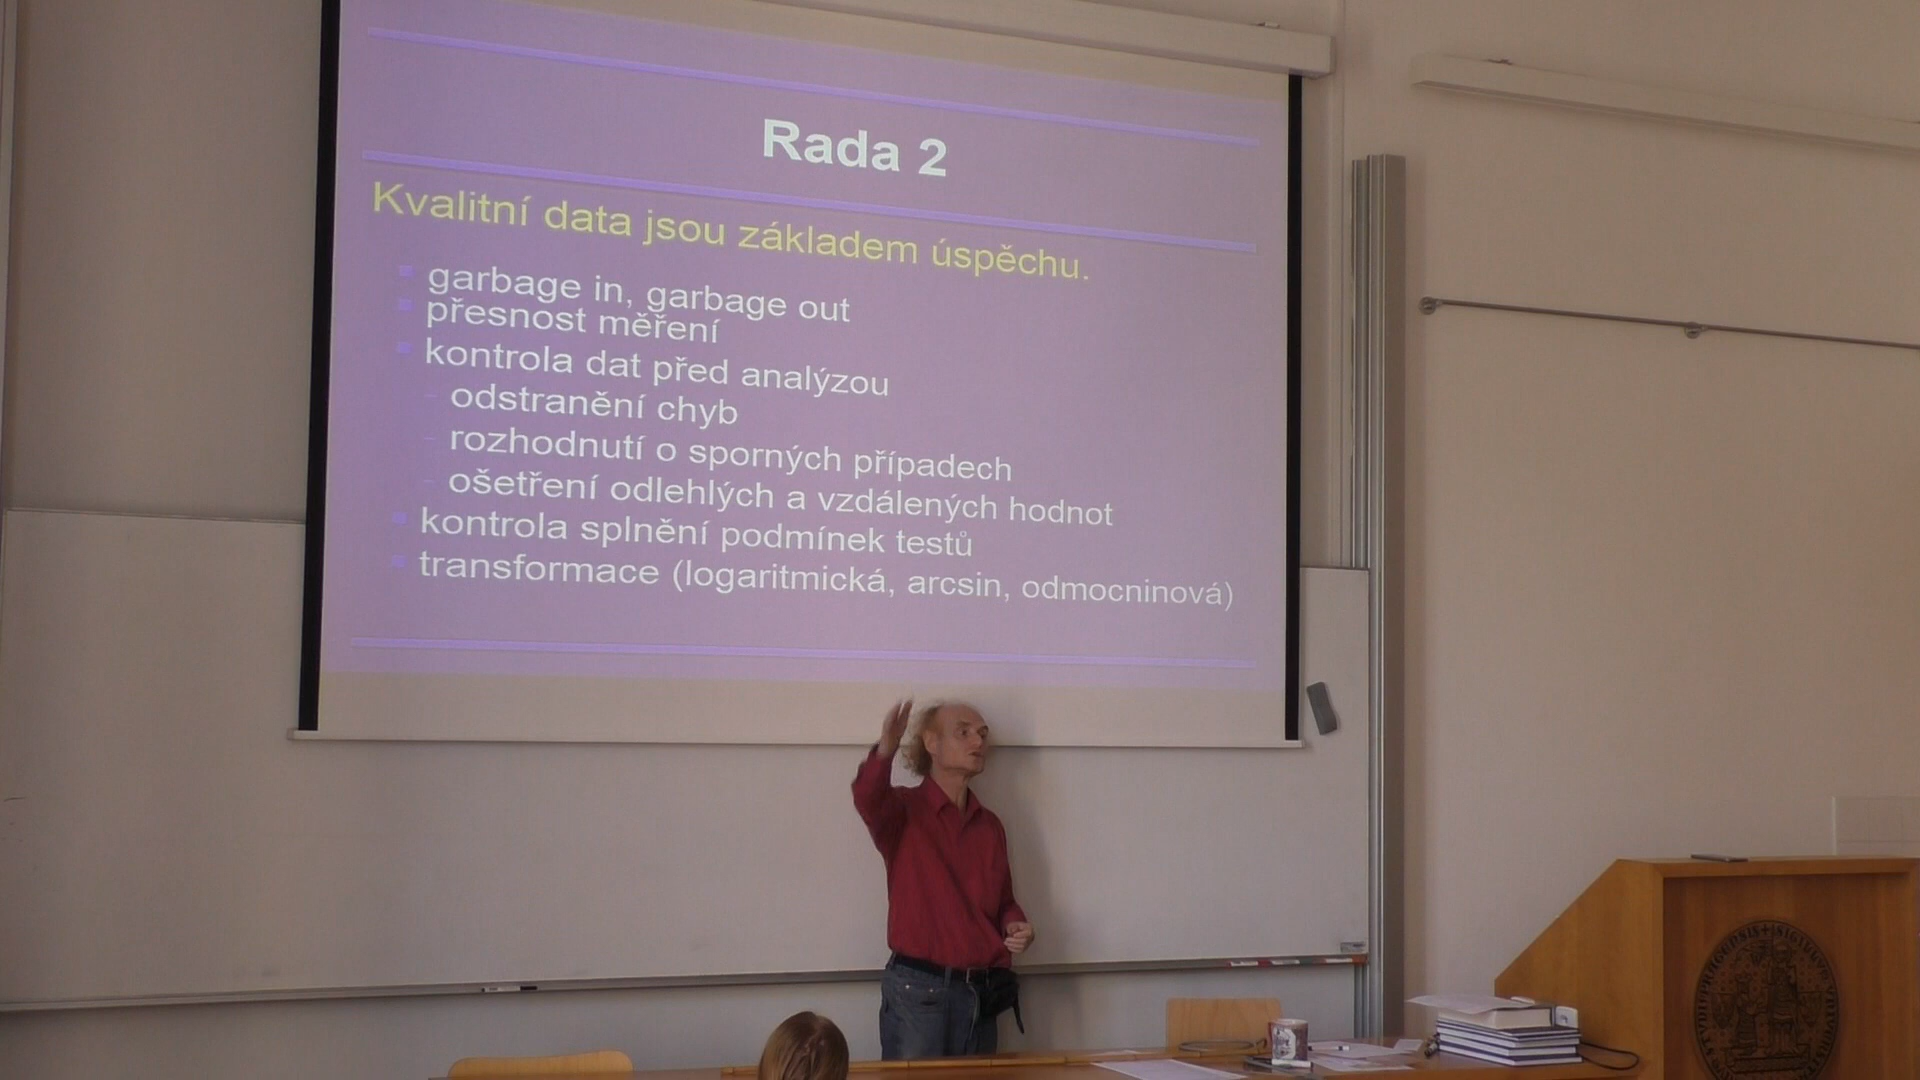 Rada 2
Kvalitní data jsou základem úspěchu.
garbage in, garbage out
přesnost měření
kontrola dat před analýzou
odstranění chyb
rozhodnutí o sporných případech
ošetření odlehlých a vzdálených hodnot
kontrola splnění podmínek testů
transformace (logaritmická, arcsin, odmocninová)